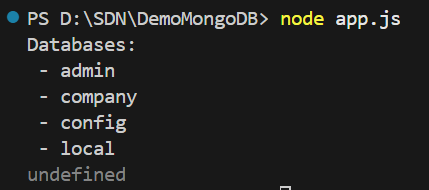 PS D:\SDN\DemoMongoDB> node app.js
Databases:
- admin
- company
- config
- local
undefined